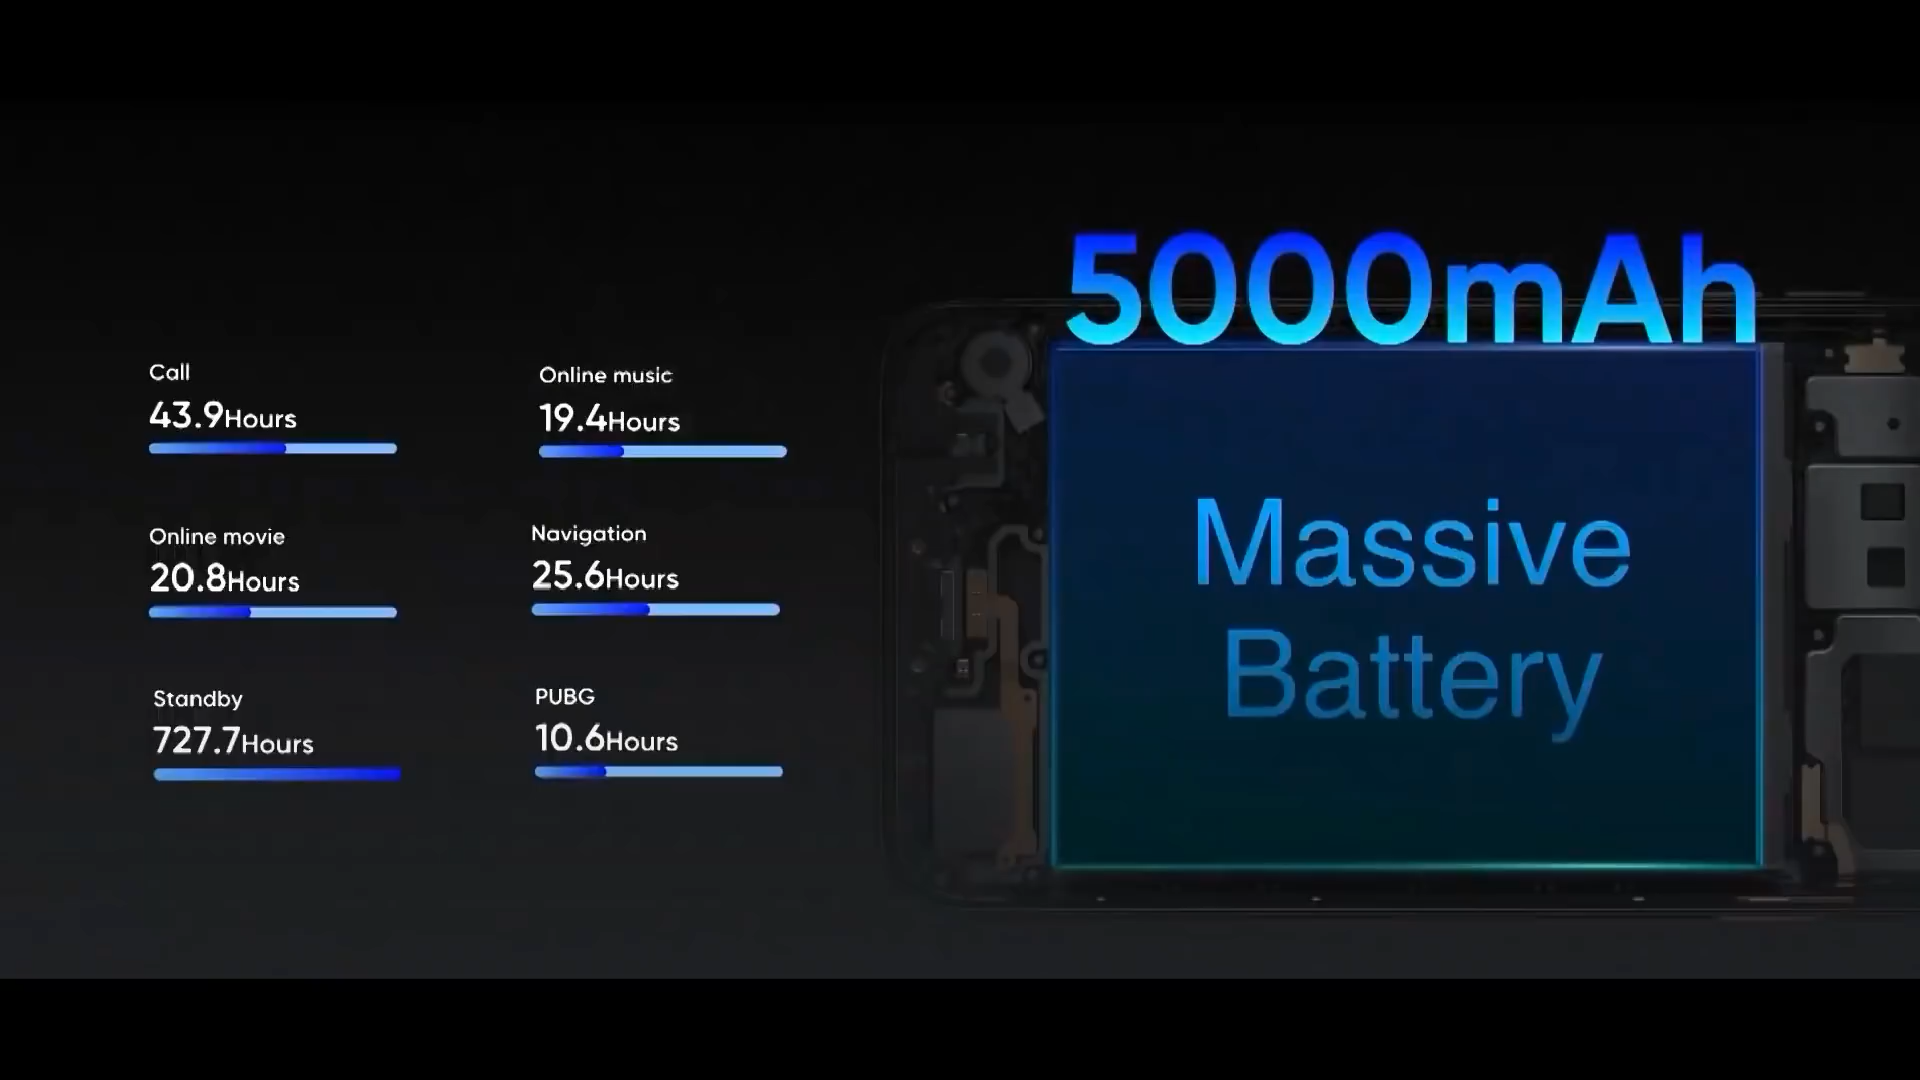 5000mAh
Massive
Battery
Call
43.9Hours
Online music
19.4Hours
Online movie
20.8Hours
Navigation
25.6Hours
Standby
727.7Hours
PUBG
10.6Hours